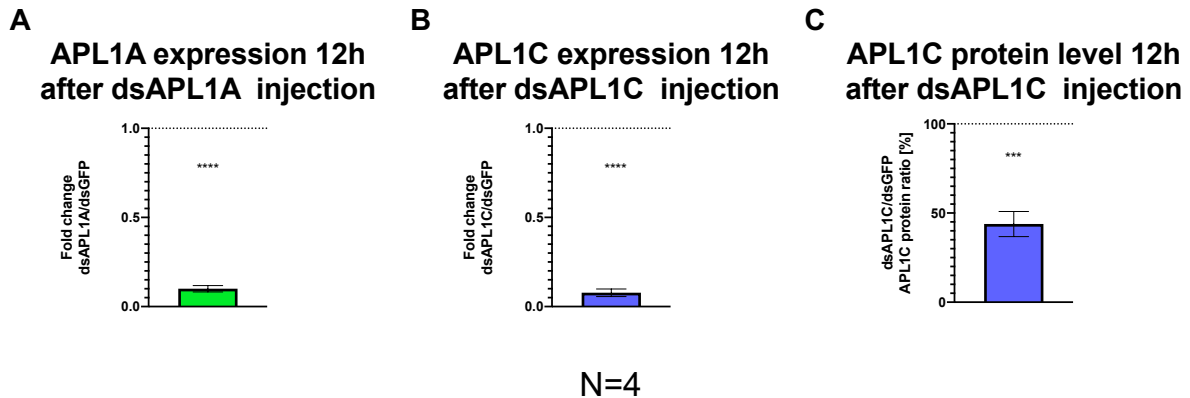 A
APL1A expression 12h
after dsAPL1A injection
Fold change
dsAPL1A/dsGFP
1.0
0.5
0.0
****
B
APL1C expression 12h
after dsAPL1C injection
Fold change
dsAPL1C/dsGFP
1.0
0.5
0.0
****
C
APL1C protein level 12h
after dsAPL1C injection
dsAPL1C/dsGFP
APL1C protein ratio [%]
100
50
0
***
N=4